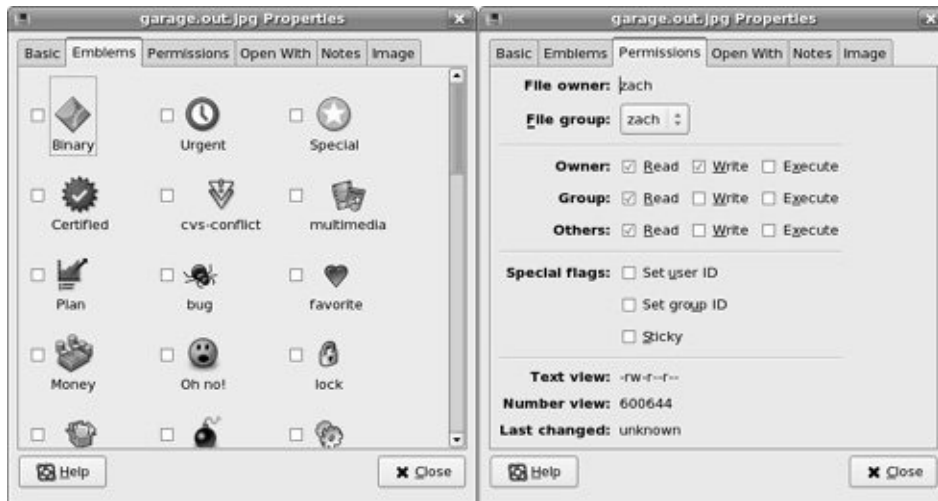 garage.out.jpg Properties
Basic Emblems Permissions Open With Notes Image
Binary Urgent Special
Certified cvs-conflict multimedia
Plan bug favorite
Money Oh no! lock
Help Close
garage.out.jpg Properties
Basic Emblems Permissions Open With Notes Image
File owner: zach
File group: zach
Owner: Read Write Execute
Group: Read Write Execute
Others: Read Write Execute
Special flags: Set user ID
Set group ID
Sticky
Text view: -rw-r--r--
Number view: 600644
Last changed: unknown
Help Close